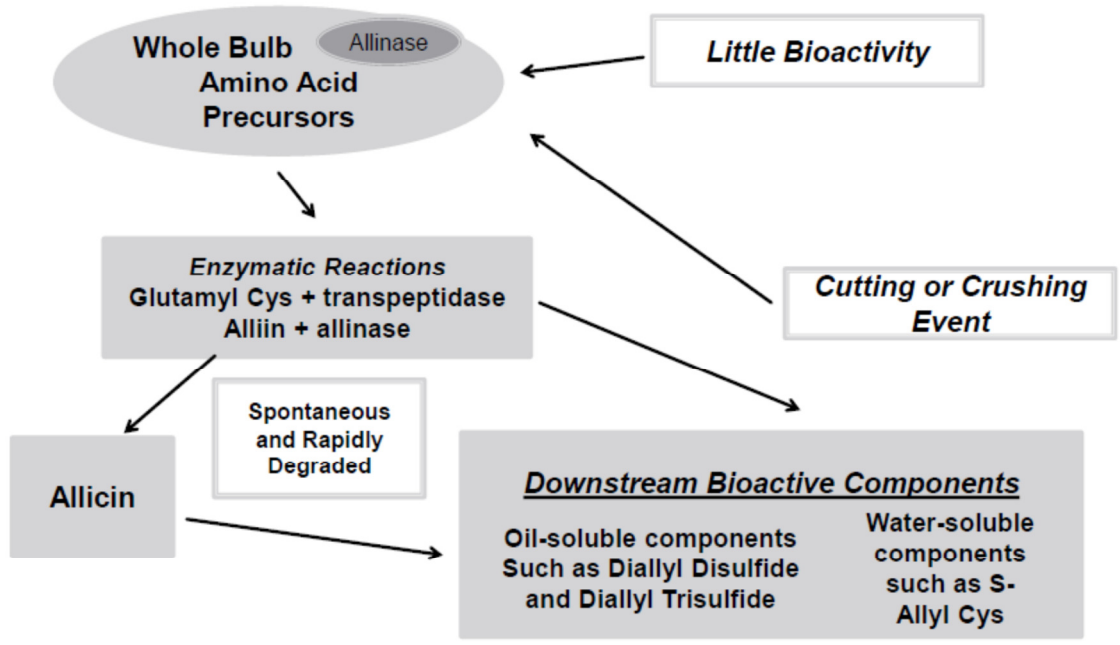 Whole Bulb
Allinase
Amino Acid
Precursors
Little Bioactivity
Enzymatic Reactions
Glutamyl Cys + transpeptidase
Alliin + allinase
Cutting or Crushing
Event
Spontaneous
and Rapidly
Degraded
Allicin
Downstream Bioactive Components
Oil-soluble components
Such as Diallyl Disulfide
and Diallyl Trisulfide
Water-soluble
components
such as S-
Allyl Cys